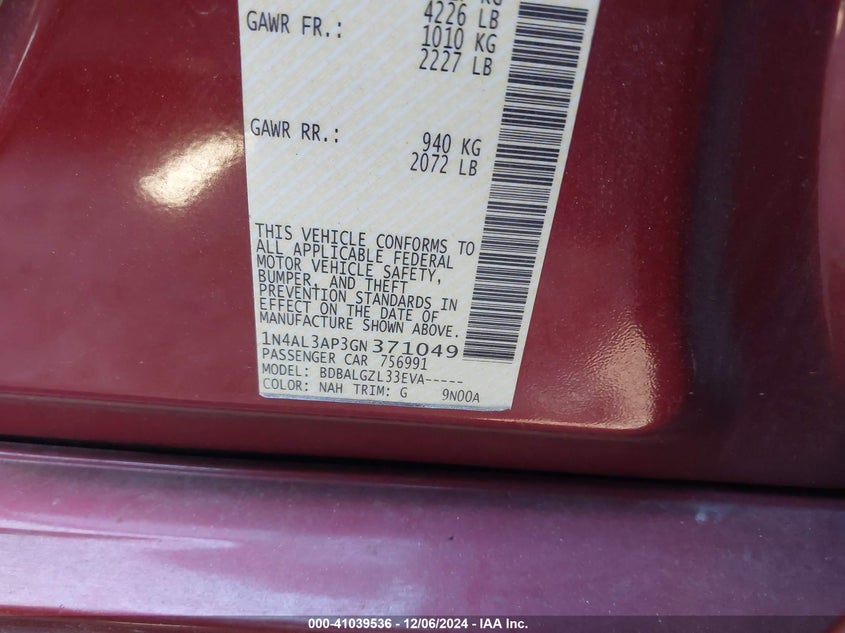 4226 LB
GAWR FR.: 1010 KG
2227 LB
GAWR RR.: 940 KG
2072 LB
THIS VEHICLE CONFORMS TO
ALL APPLICABLE FEDERAL
MOTOR VEHICLE SAFETY,
BUMPER, AND THEFT
PREVENTION STANDARDS IN
EFFECT ON THE DATE OF
MANUFACTURE SHOWN ABOVE.
1N4AL3AP3GN371049
PASSENGER CAR 756991
MODEL: BDBALGZL33EVA-----
COLOR: NAH TRIM: G 9N00A
000-41039536 - 12/06/2024 - IAA Inc.